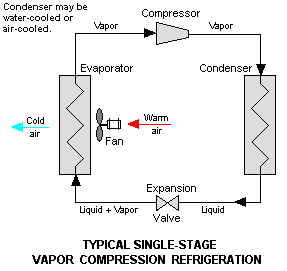 Condenser may be
water-cooled or
air-cooled.
Vapor
Compressor
Vapor
Evaporator
Condenser
Cold
air
Warm
air
Fan
Expansion
Valve
Liquid + Vapor
Liquid
TYPICAL SINGLE-STAGE
VAPOR COMPRESSION REFRIGERATION